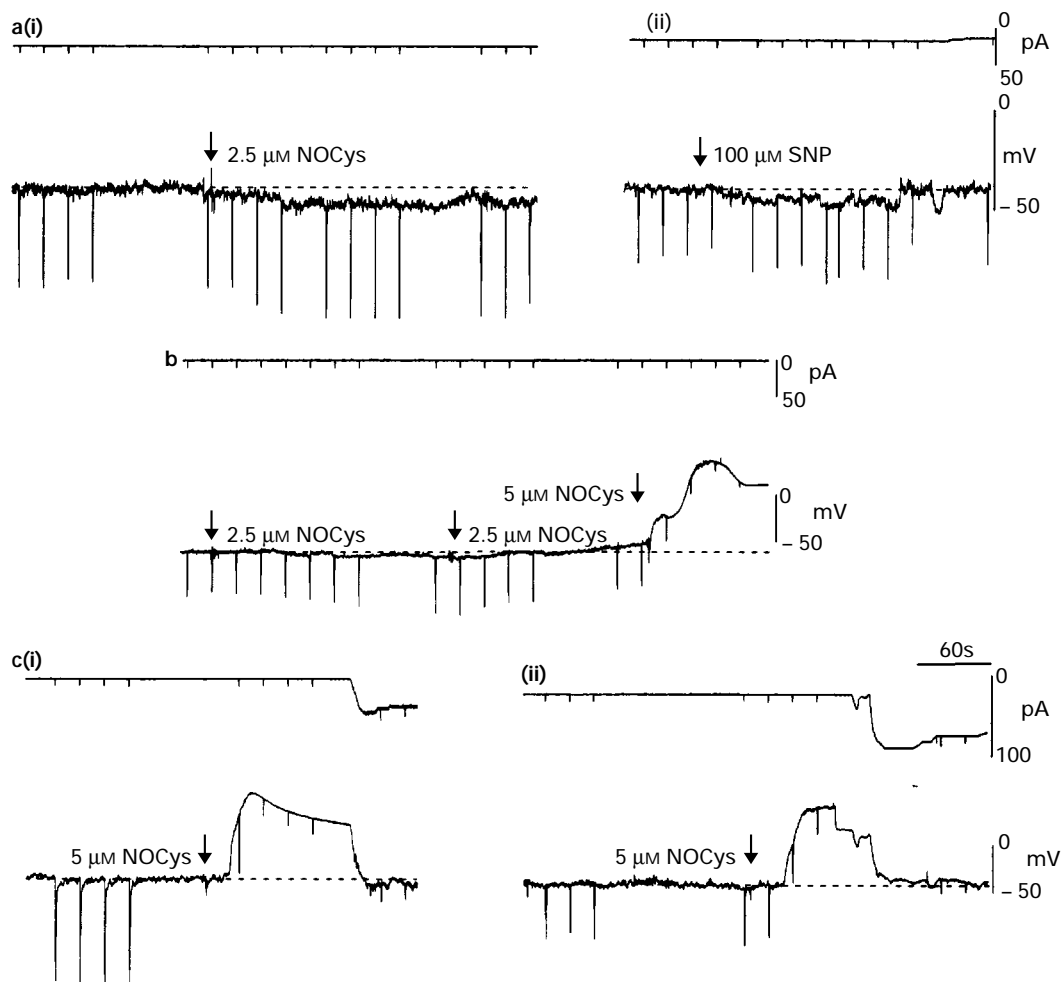 a(i)
(ii)
0
pA
50
0
2.5 μM NOCys
100 μM SNP
mV
– 50
b
0
pA
50
5 μM NOCys
0
2.5 μM NOCys
2.5 μM NOCys
mV
– 50
c(i)
(ii)
60s
0
pA
100
5 μM NOCys
5 μM NOCys
0
mV
– 50